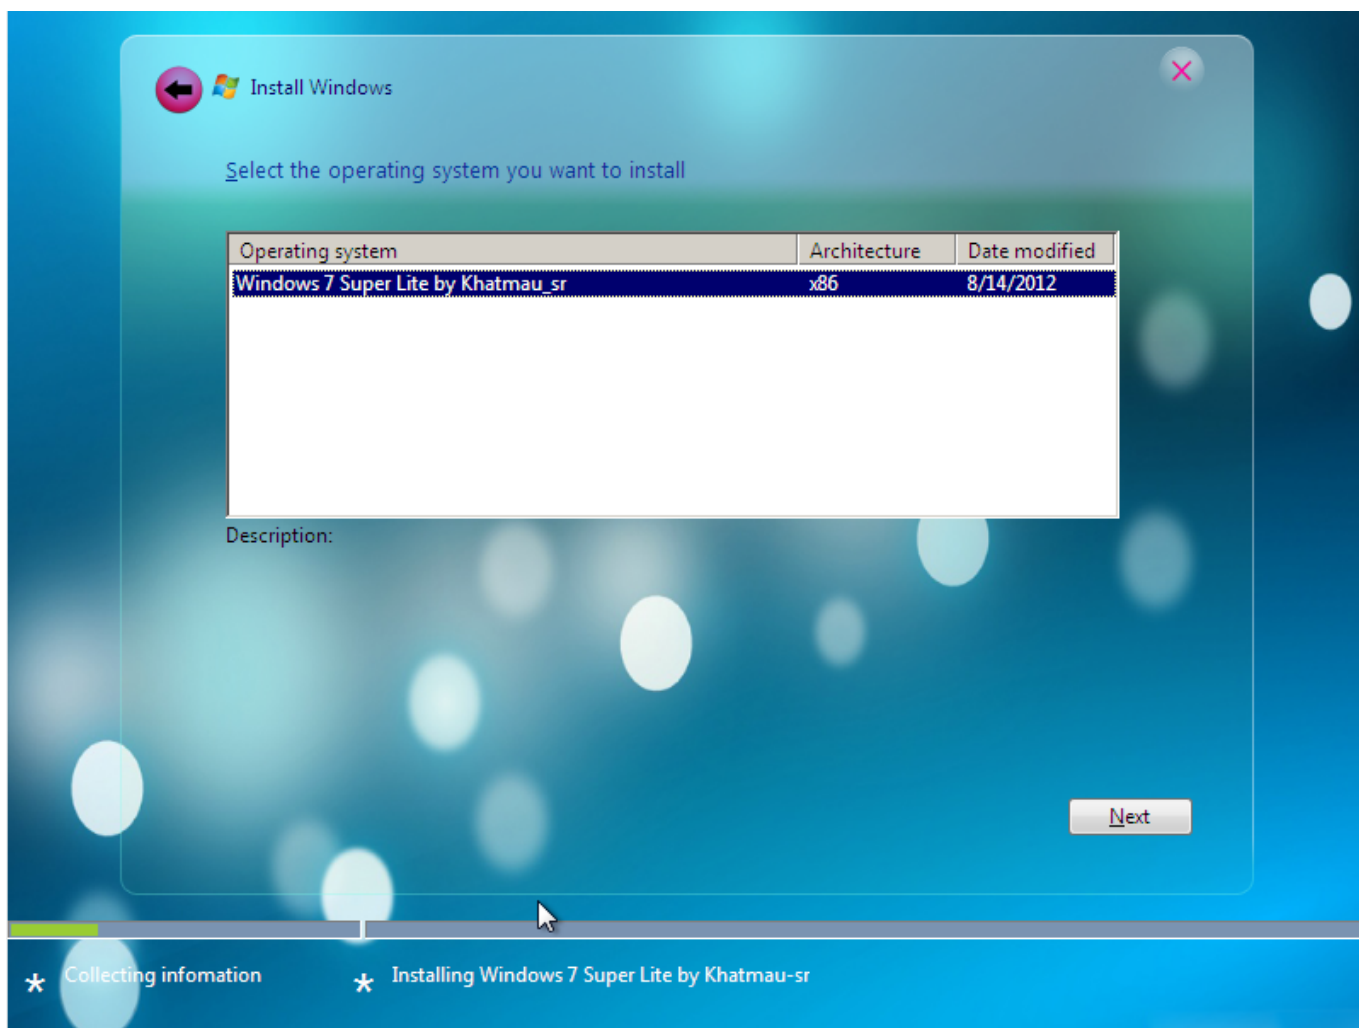 Install Windows
Select the operating system you want to install
Operating system Architecture Date modified
Windows 7 Super Lite by Khatmau_sr x86 8/14/2012
Description:
Next
Collecting infomation Installing Windows 7 Super Lite by Khatmau-sr